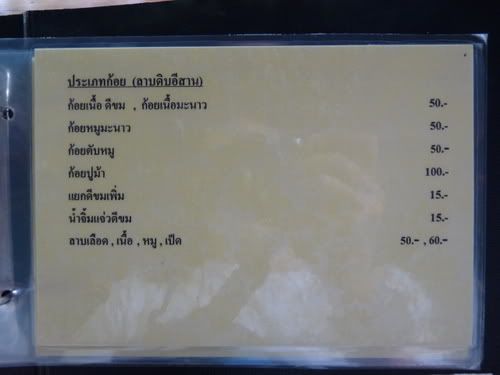 ประเภทก้อย (ลาบดิบอีสาน)
ก้อยเนื้อ ดีขม , ก้อยเนื้อมะนาว 50.-
ก้อยหมูมะนาว 50.-
ก้อยตับหมู 50.-
ก้อยปูม้า 100.-
แยกดีขมเพิ่ม 15.-
น้ำจิ้มแจ่วดีขม 15.-
ลาบเลือด , เนื้อ , หมู , เป็ด 50.- , 60.-